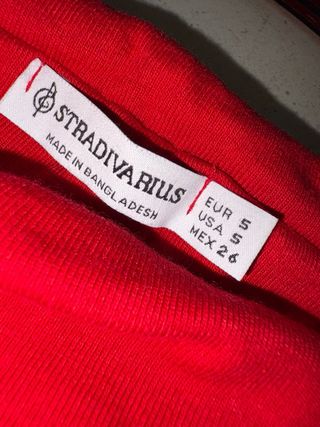 STRADIVARIUS
MADE IN BANGLADESH
EUR S
USA S
MEX 26